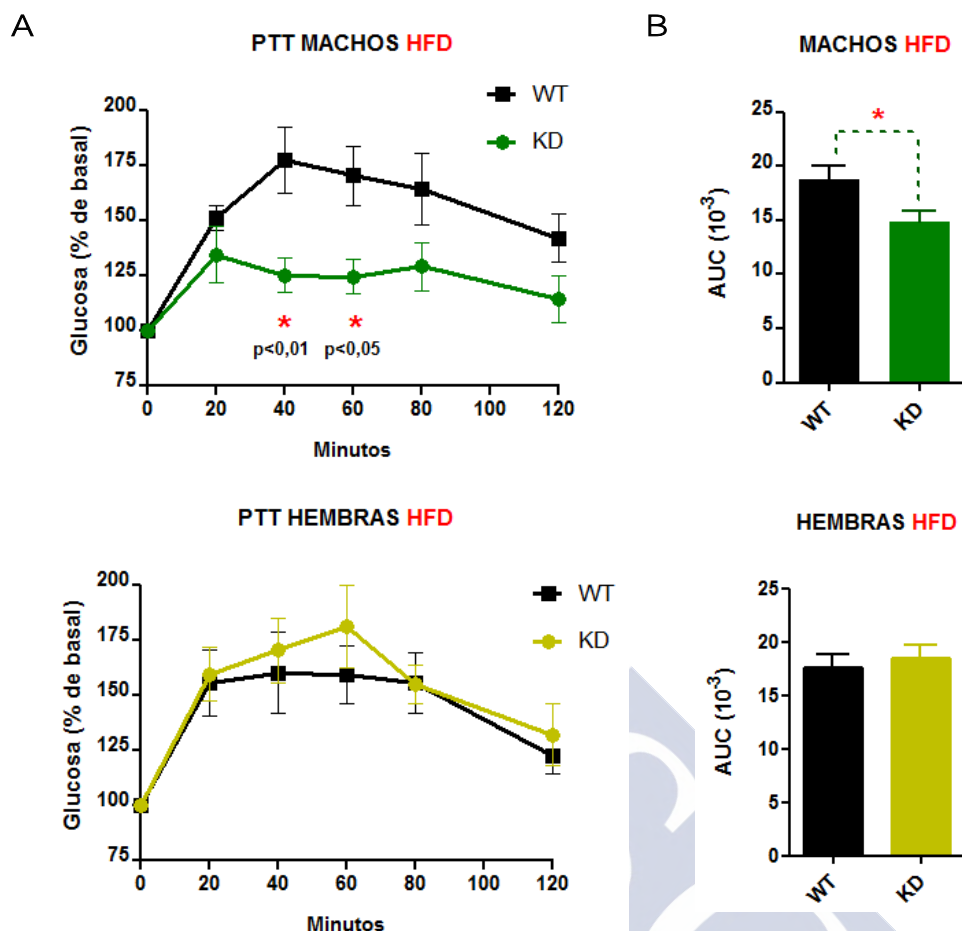 A
PTT MACHOS HFD
Glucosa (% de basal)
200
175
150
125
100
75
WT
KD
* *
p<0,01 p<0,05
0 20 40 60 80 100 120
Minutos
B
MACHOS HFD
AUC (10-3)
25
20
15
10
5
0
*
WT KD
PTT HEMBRAS HFD
Glucosa (% de basal)
200
175
150
125
100
75
WT
KD
0 20 40 60 80 100 120
Minutos
HEMBRAS HFD
AUC (10-3)
25
20
15
10
5
0
WT KD